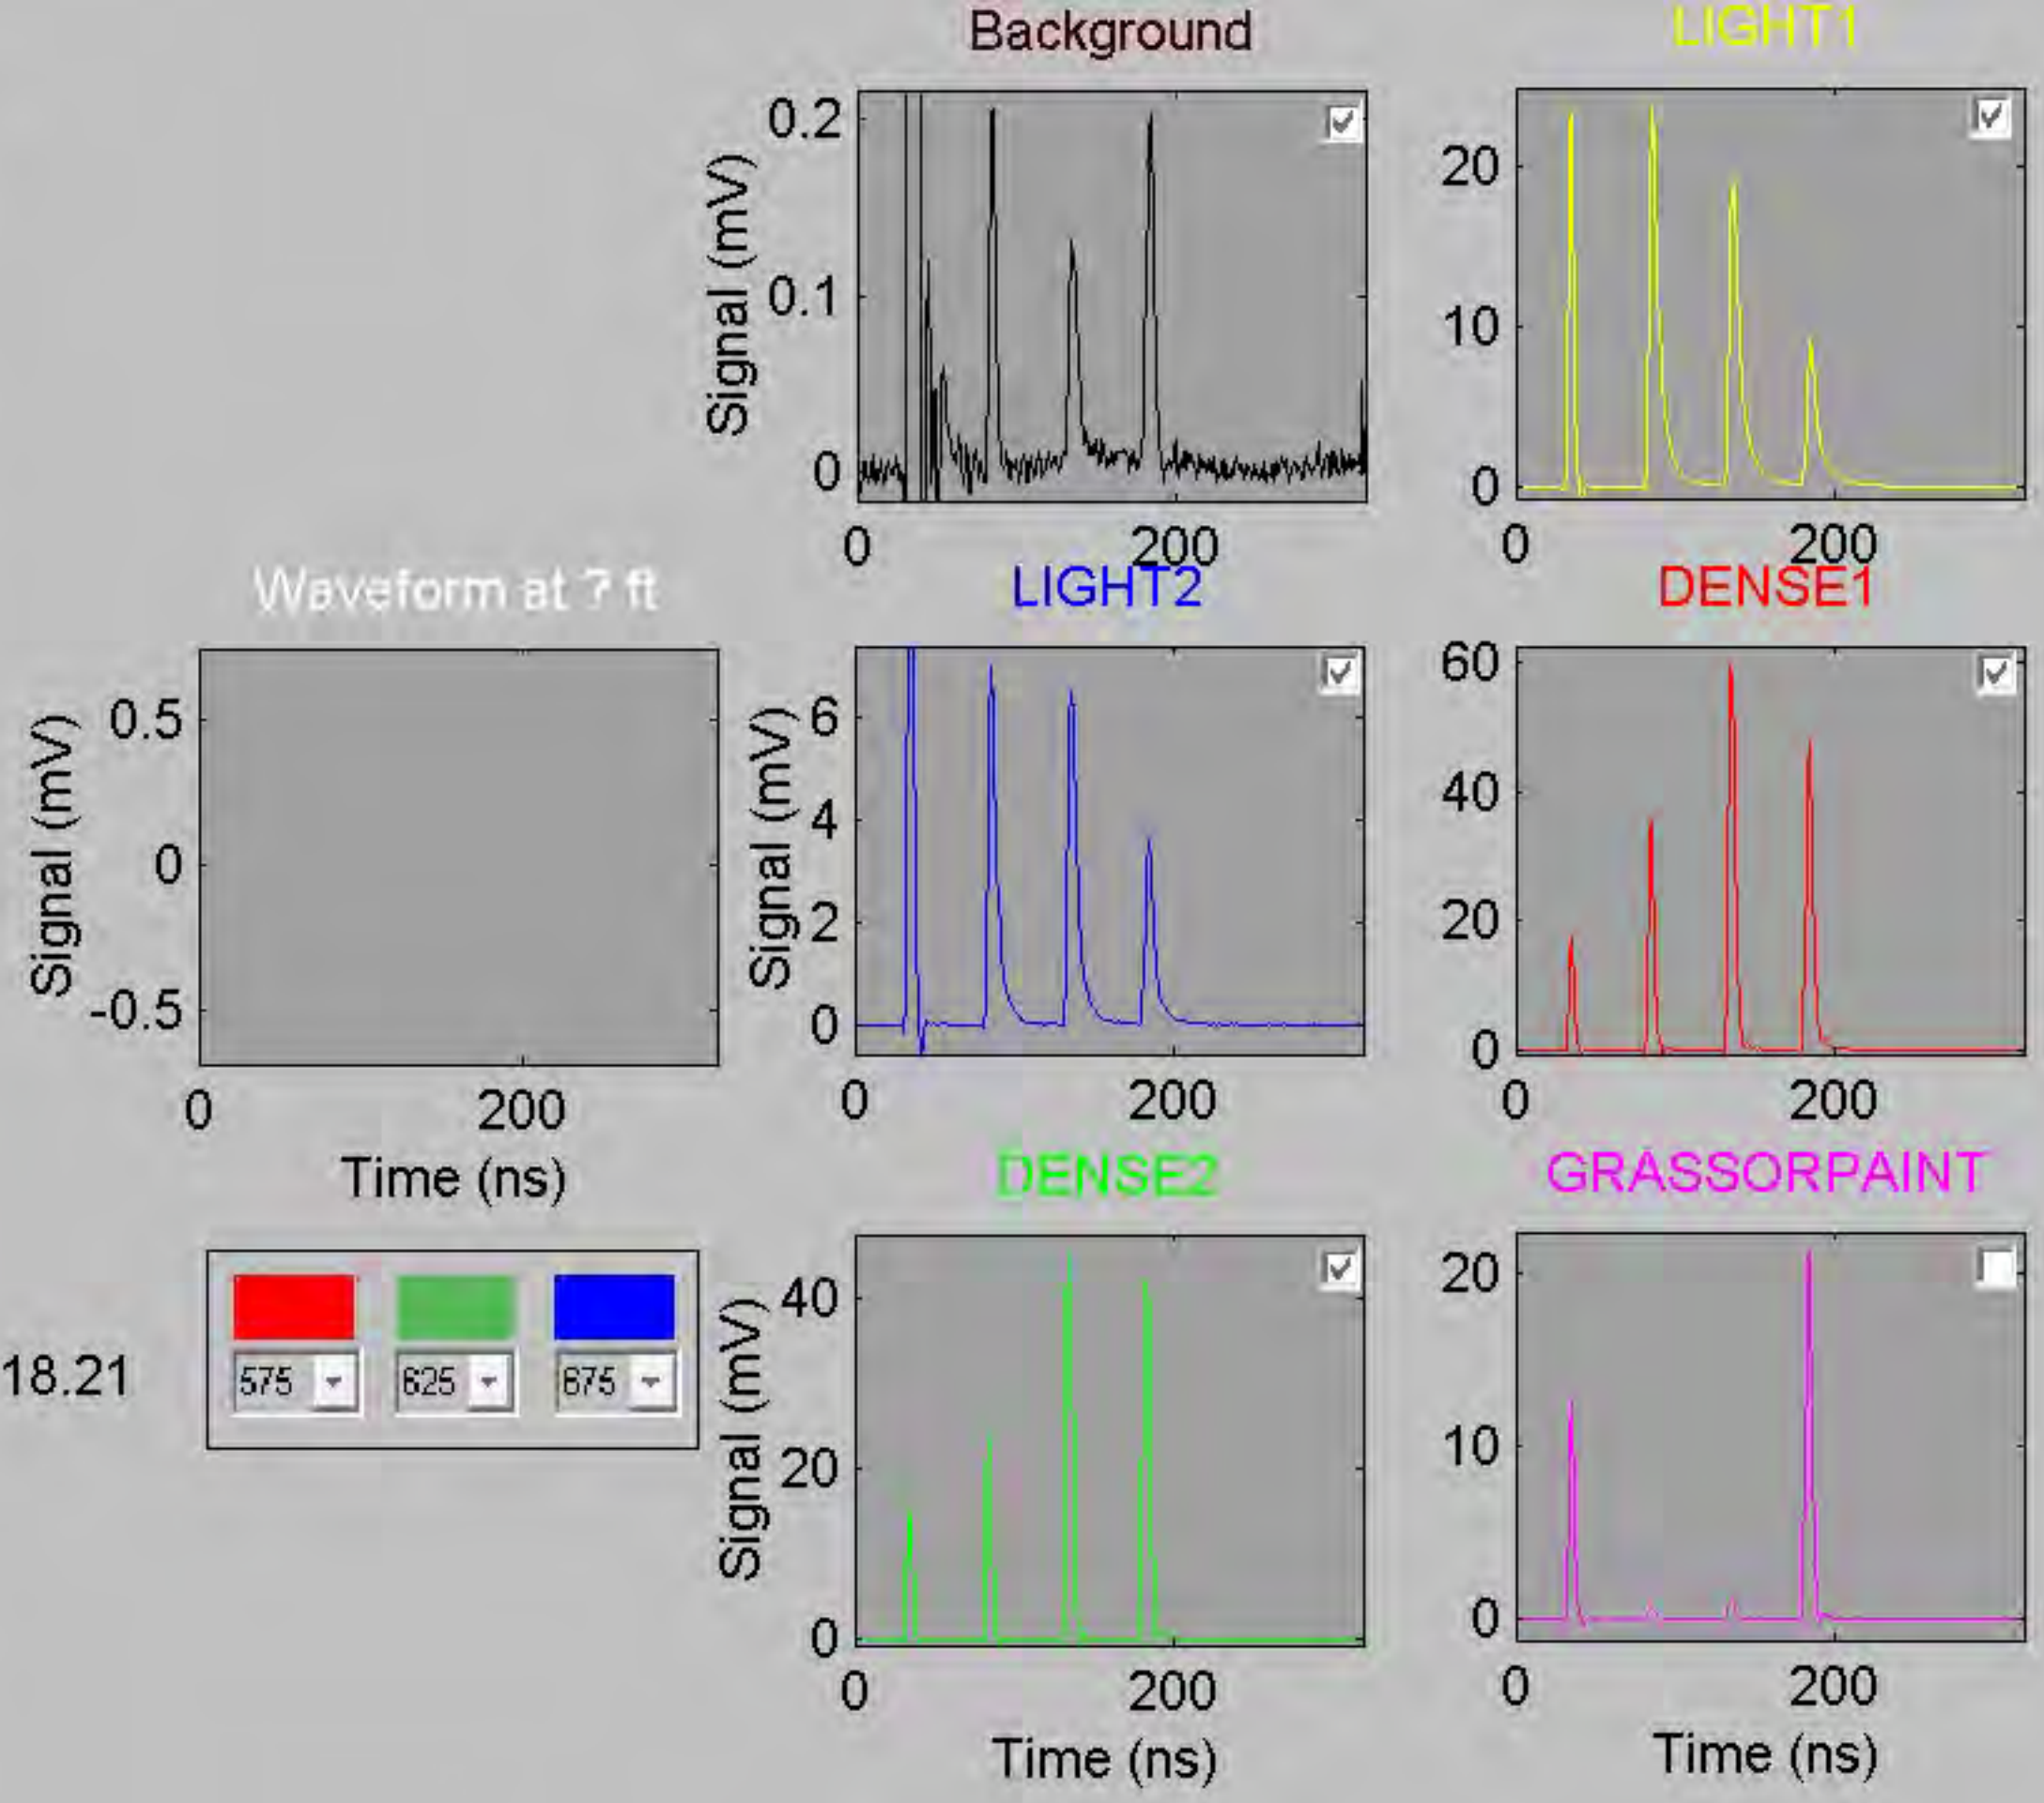 Background
LIGHT1
Signal (mV)
0.2
0.1
0
0
200
20
10
0
0
200
Waveform at ? ft
Signal (mV)
0.5
0
-0.5
0
200
Time (ns)
LIGHT2
Signal (mV)
6
4
2
0
0
200
DENSE1
60
40
20
0
0
200
18.21
575
625
675
DENSE2
Signal (mV)
40
20
0
0
200
Time (ns)
GRASSORPAINT
20
10
0
0
200
Time (ns)